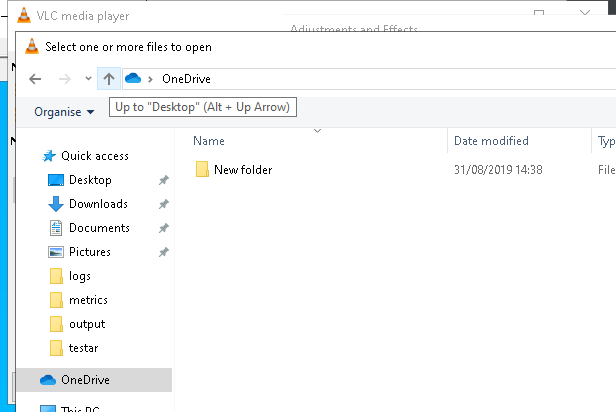 VLC media player
Adjustments and Effects
Select one or more files to open
OneDrive
Organise
Up to "Desktop" (Alt + Up Arrow)
Name
Date modified
Typ
Quick access
New folder
31/08/2019 14:38
File
Desktop
Downloads
Documents
Pictures
logs
metrics
output
testar
OneDrive
This PC